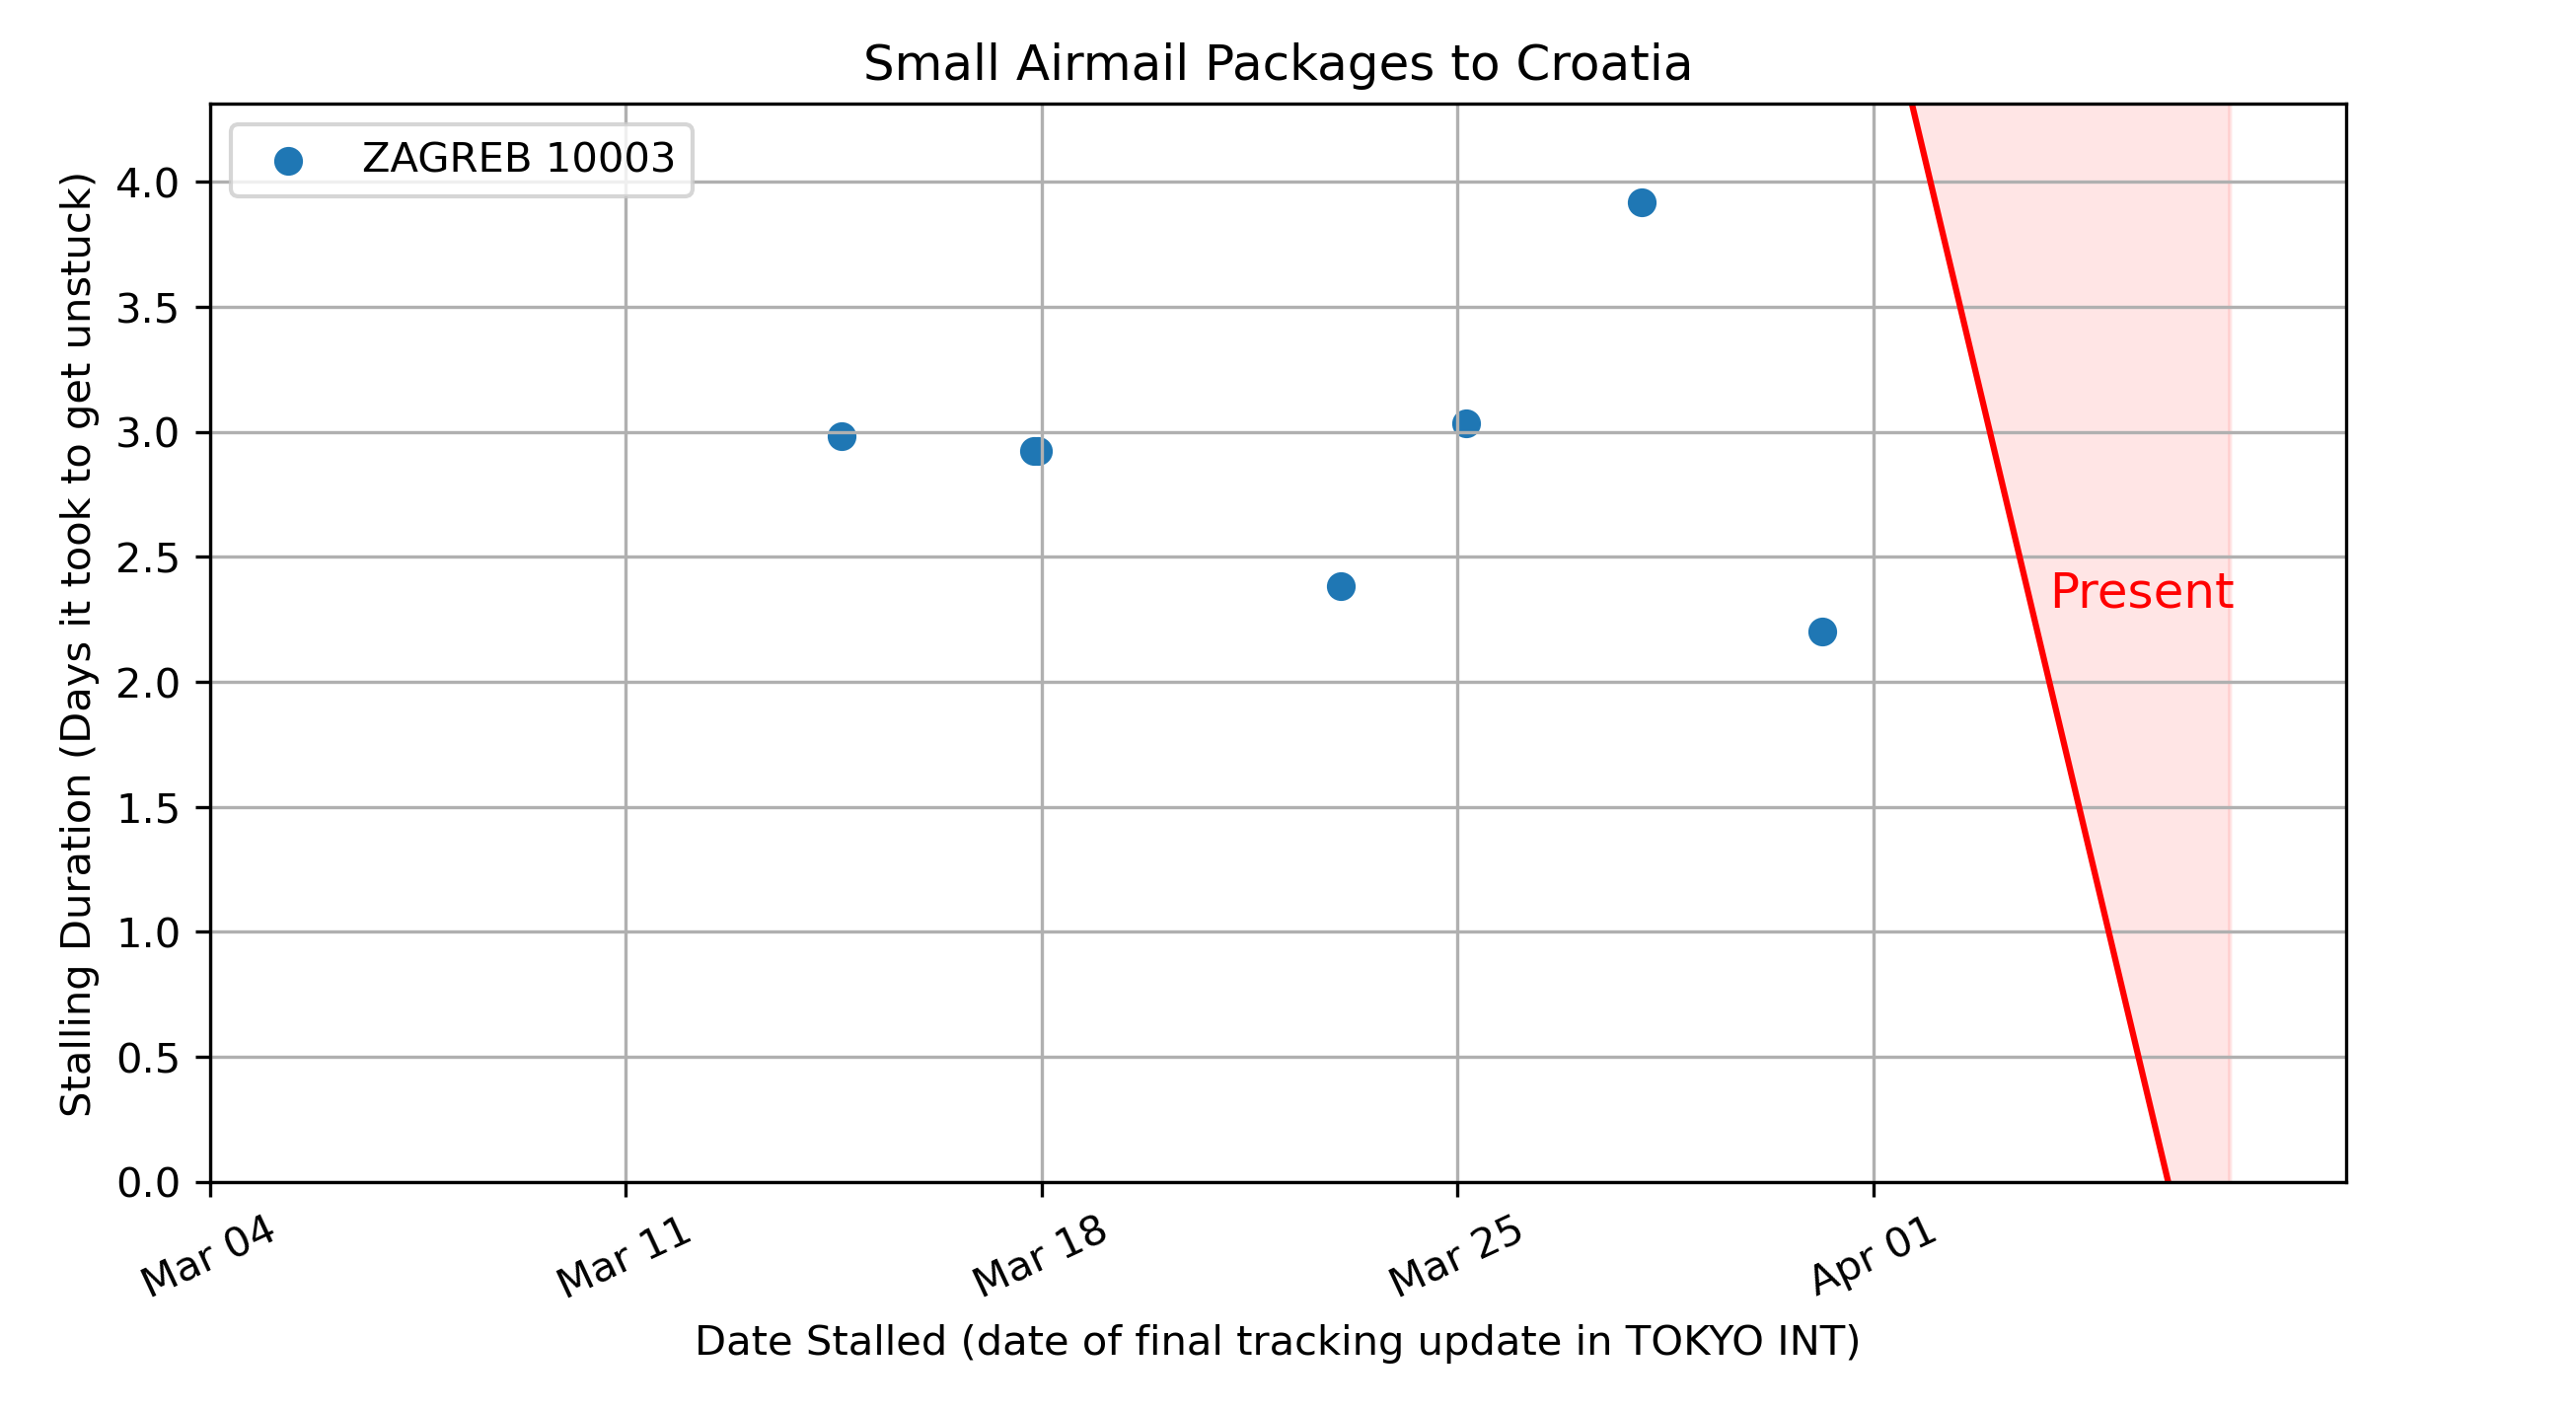 Small Airmail Packages to Croatia
ZAGREB 10003
Stalling Duration (Days it took to get unstuck)
4.0
3.5
3.0
2.5
2.0
1.5
1.0
0.5
0.0
Present
Mar 04
Mar 11
Mar 18
Mar 25
Apr 01
Date Stalled (date of final tracking update in TOKYO INT)